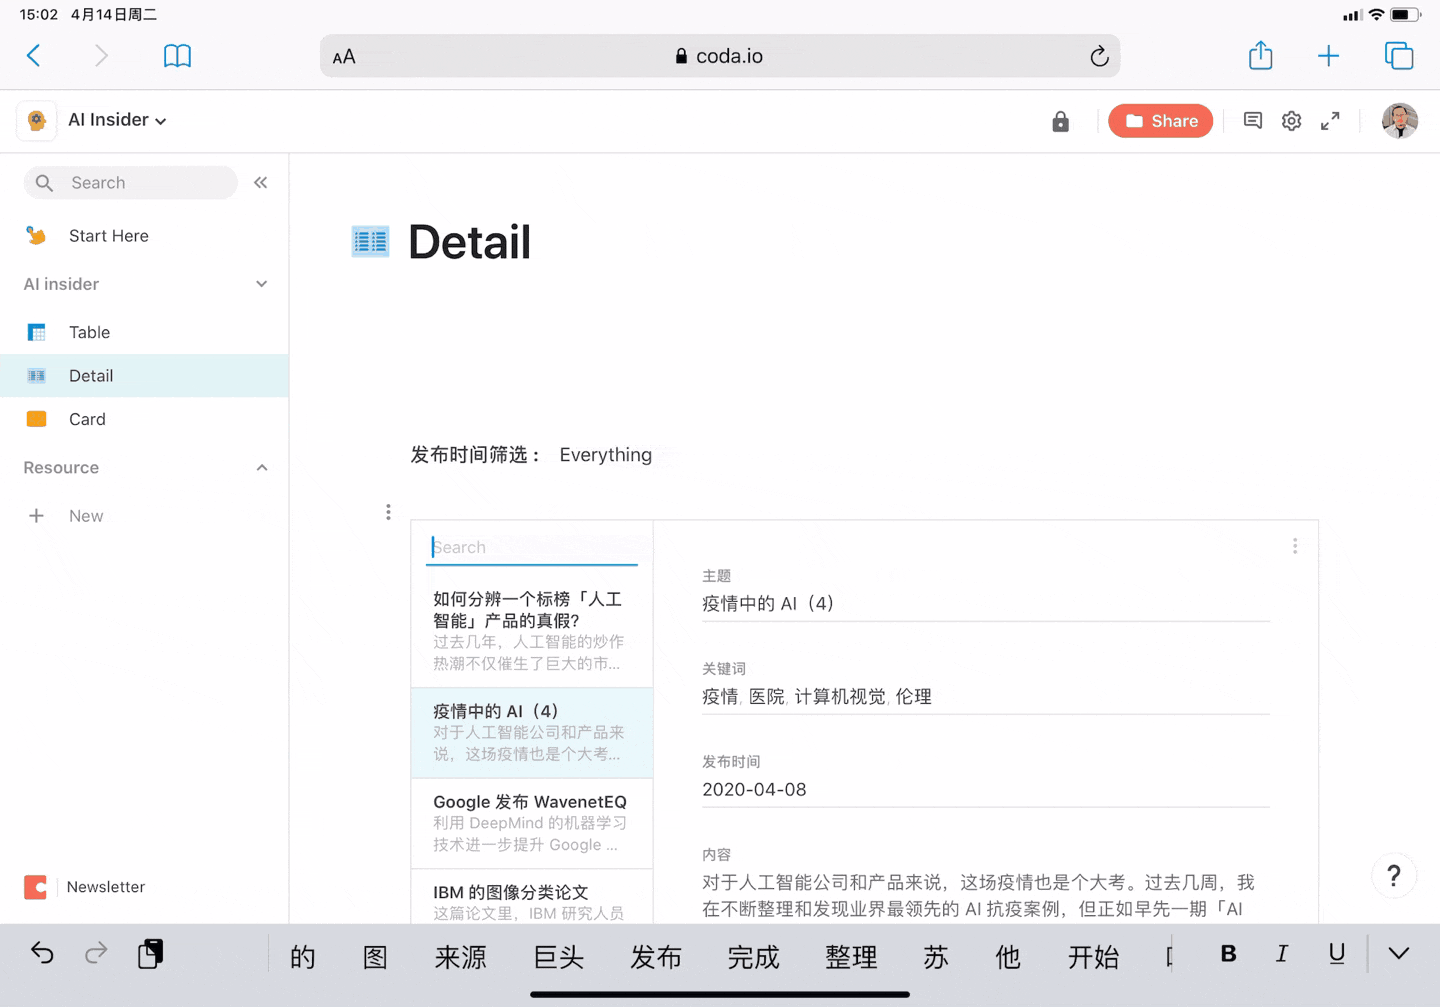 15:02 4月14日周二
AA
coda.io
AI Insider
Share
Search
Start Here
AI insider
Table
Detail
Card
Resource
New
Newsletter
Detail
发布时间筛选： Everything
Search
如何分辨一个标榜「人工
智能」产品的真假？
过去几年，人工智能的炒作
热潮不仅催生了巨大的市...
疫情中的 AI（4）
对于人工智能公司和产品来
说，这场疫情也是个大考...
Google 发布 WavenetEQ
利用 DeepMind 的机器学习
技术进一步提升 Google ...
IBM 的图像分类论文
这篇论文里，IBM 研究人员
主题
疫情中的 AI（4）
关键词
疫情, 医院, 计算机视觉, 伦理
发布时间
2020-04-08
内容
对于人工智能公司和产品来说，这场疫情也是个大考。过去几周，我
在不断整理和发现业界最领先的 AI 抗疫案例，但正如早先一期「AI
?
的 图 来源 巨头 发布 完成 整理 苏 他 开始
B I U